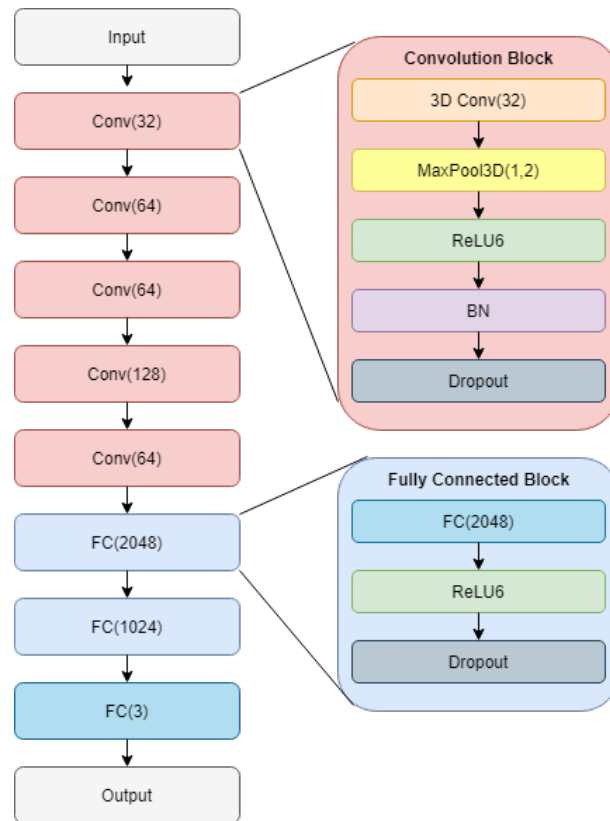 Input
Conv(32)
Conv(64)
Conv(64)
Conv(128)
Conv(64)
FC(2048)
FC(1024)
FC(3)
Output
Convolution Block
3D Conv(32)
MaxPool3D(1,2)
ReLU6
BN
Dropout
Fully Connected Block
FC(2048)
ReLU6
Dropout